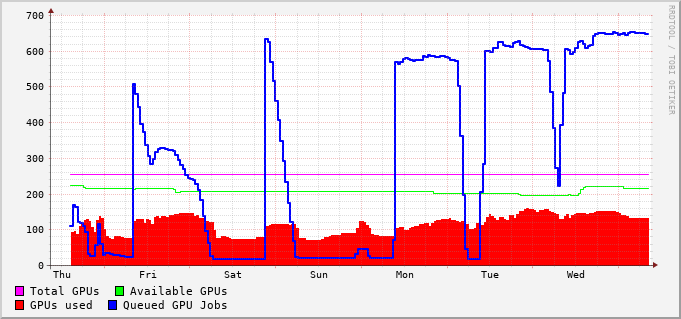 700
600
500
400
300
200
100
0
Thu Fri Sat Sun Mon Tue Wed
Total GPUs Available GPUs
GPUs used Queued GPU Jobs
RRDTOOL / TOBI OETIKER